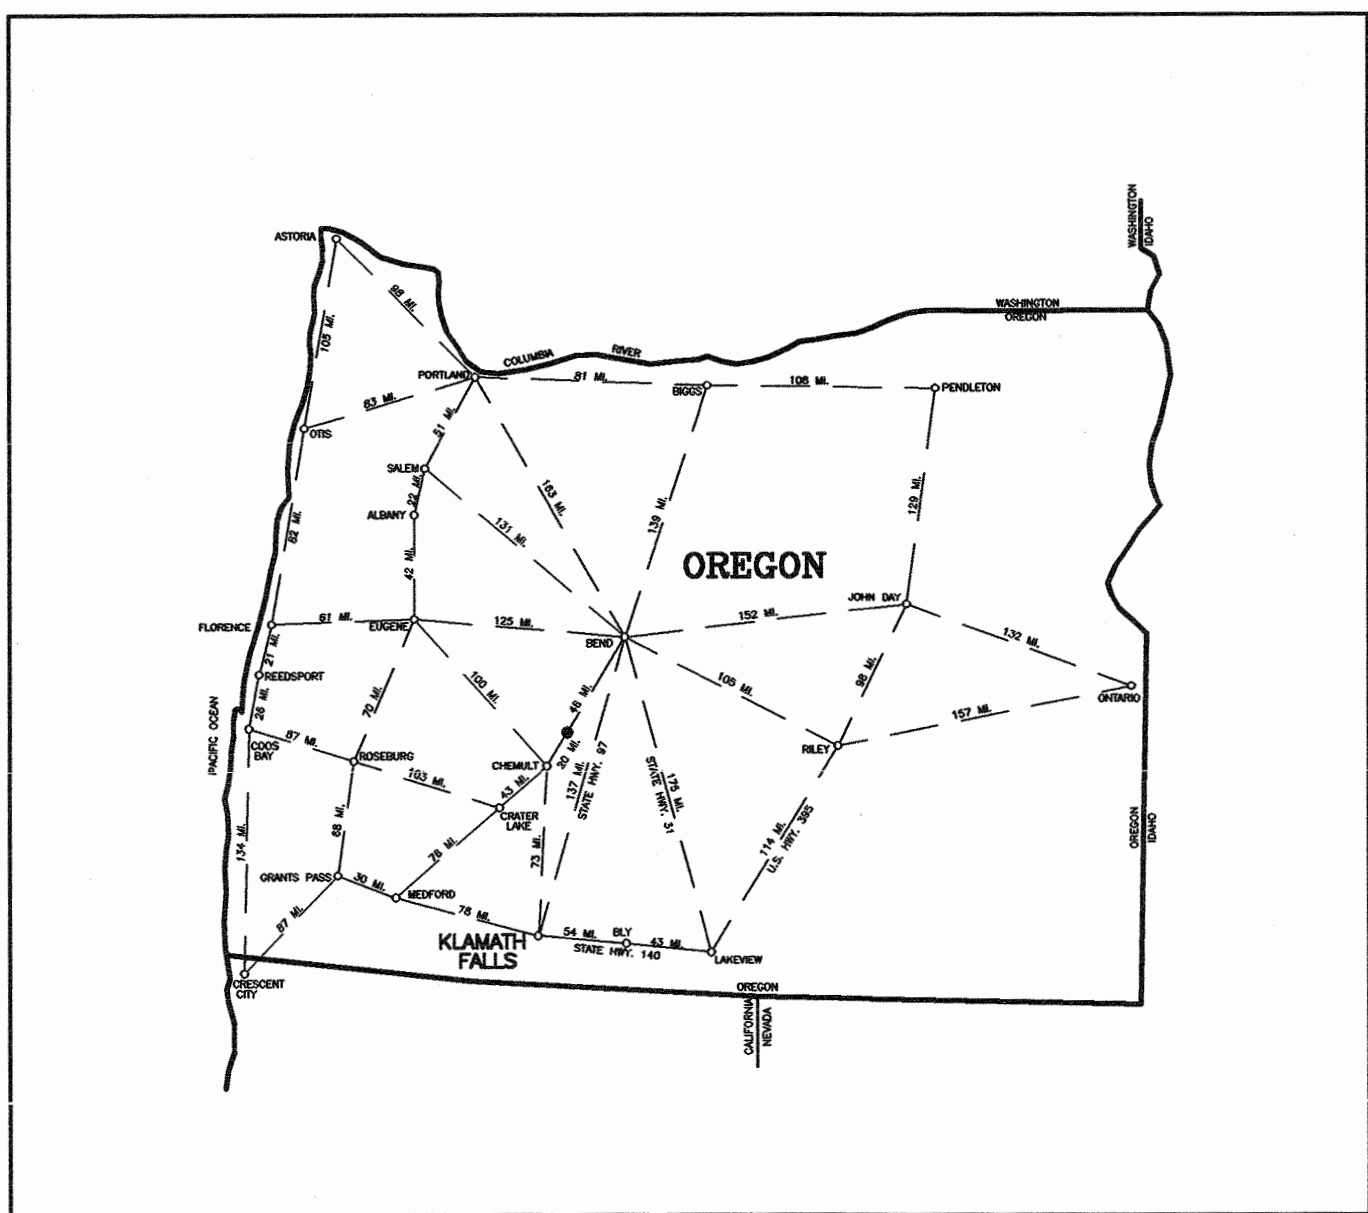 WASHINGTON
IDAHO
ASTORIA
98 MI.
105 MI.
WASHINGTON
OREGON
COLUMBIA
RIVER
PORTLAND
81 MI.
BIGGS
108 MI.
PENDLETON
83 MI.
OTIS
51 MI.
SALEM
22 MI.
ALBANY
163 MI.
131 MI.
139 MI.
129 MI.
82 MI.
OREGON
42 MI.
JOHN DAY
FLORENCE
61 MI.
EUGENE
125 MI.
BEND
152 MI.
132 MI.
21 MI.
REEDSPORT
26 MI.
70 MI.
100 MI.
46 MI.
105 MI.
98 MI.
ONTARIO
157 MI.
PACIFIC OCEAN
COOS
BAY
87 MI.
ROSEBURG
103 MI.
CHEMULT
30 MI.
RILEY
43 MI.
CRATER
LAKE
137 MI.
STATE HWY. 97
175 MI.
STATE HWY. 31
114 MI.
U.S. HWY. 395
OREGON
IDAHO
134 MI.
68 MI.
78 MI.
73 MI.
GRANTS PASS
30 MI.
MEDFORD
87 MI.
78 MI.
KLAMATH
FALLS
54 MI.
BLY
43 MI.
STATE HWY. 140
LAKEVIEW
CRESCENT
CITY
OREGON
CALIFORNIA
NEVADA